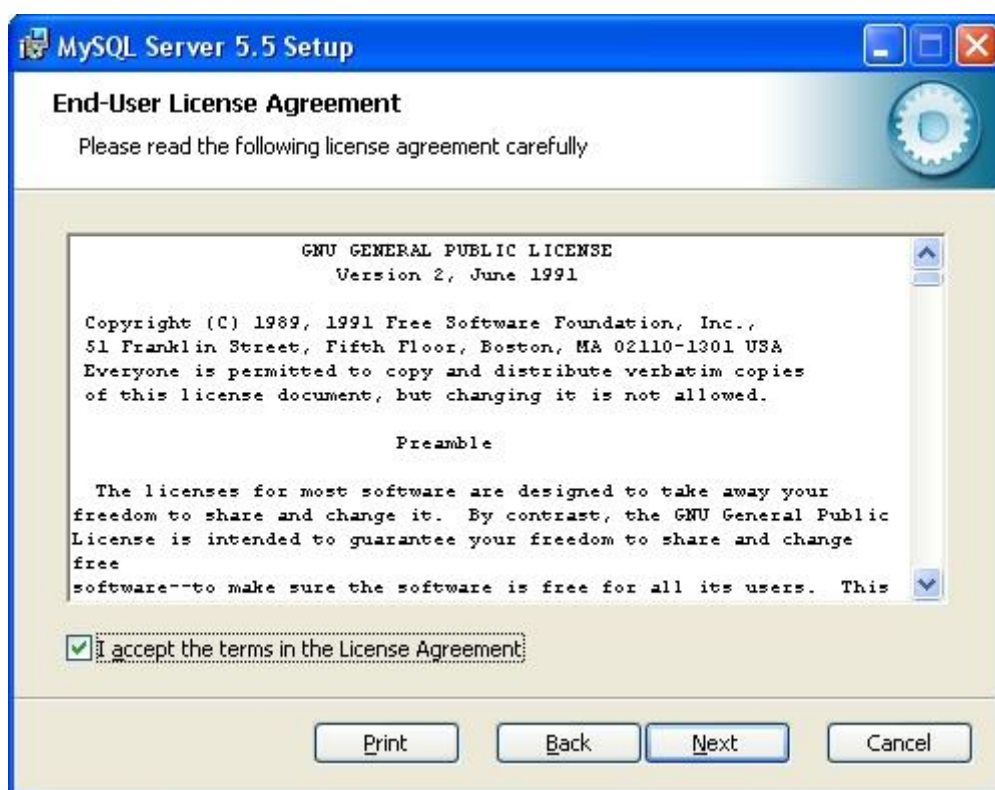 MySQL Server 5.5 Setup
End-User License Agreement
Please read the following license agreement carefully
GNU GENERAL PUBLIC LICENSE
Version 2, June 1991
Copyright (C) 1989, 1991 Free Software Foundation, Inc.,
51 Franklin Street, Fifth Floor, Boston, MA 02110-1301 USA
Everyone is permitted to copy and distribute verbatim copies
of this license document, but changing it is not allowed.
Preamble
The licenses for most software are designed to take away your
freedom to share and change it.  By contrast, the GNU General Public
License is intended to guarantee your freedom to share and change
free
software--to make sure the software is free for all its users.  This
I accept the terms in the License Agreement
Print Back Next Cancel